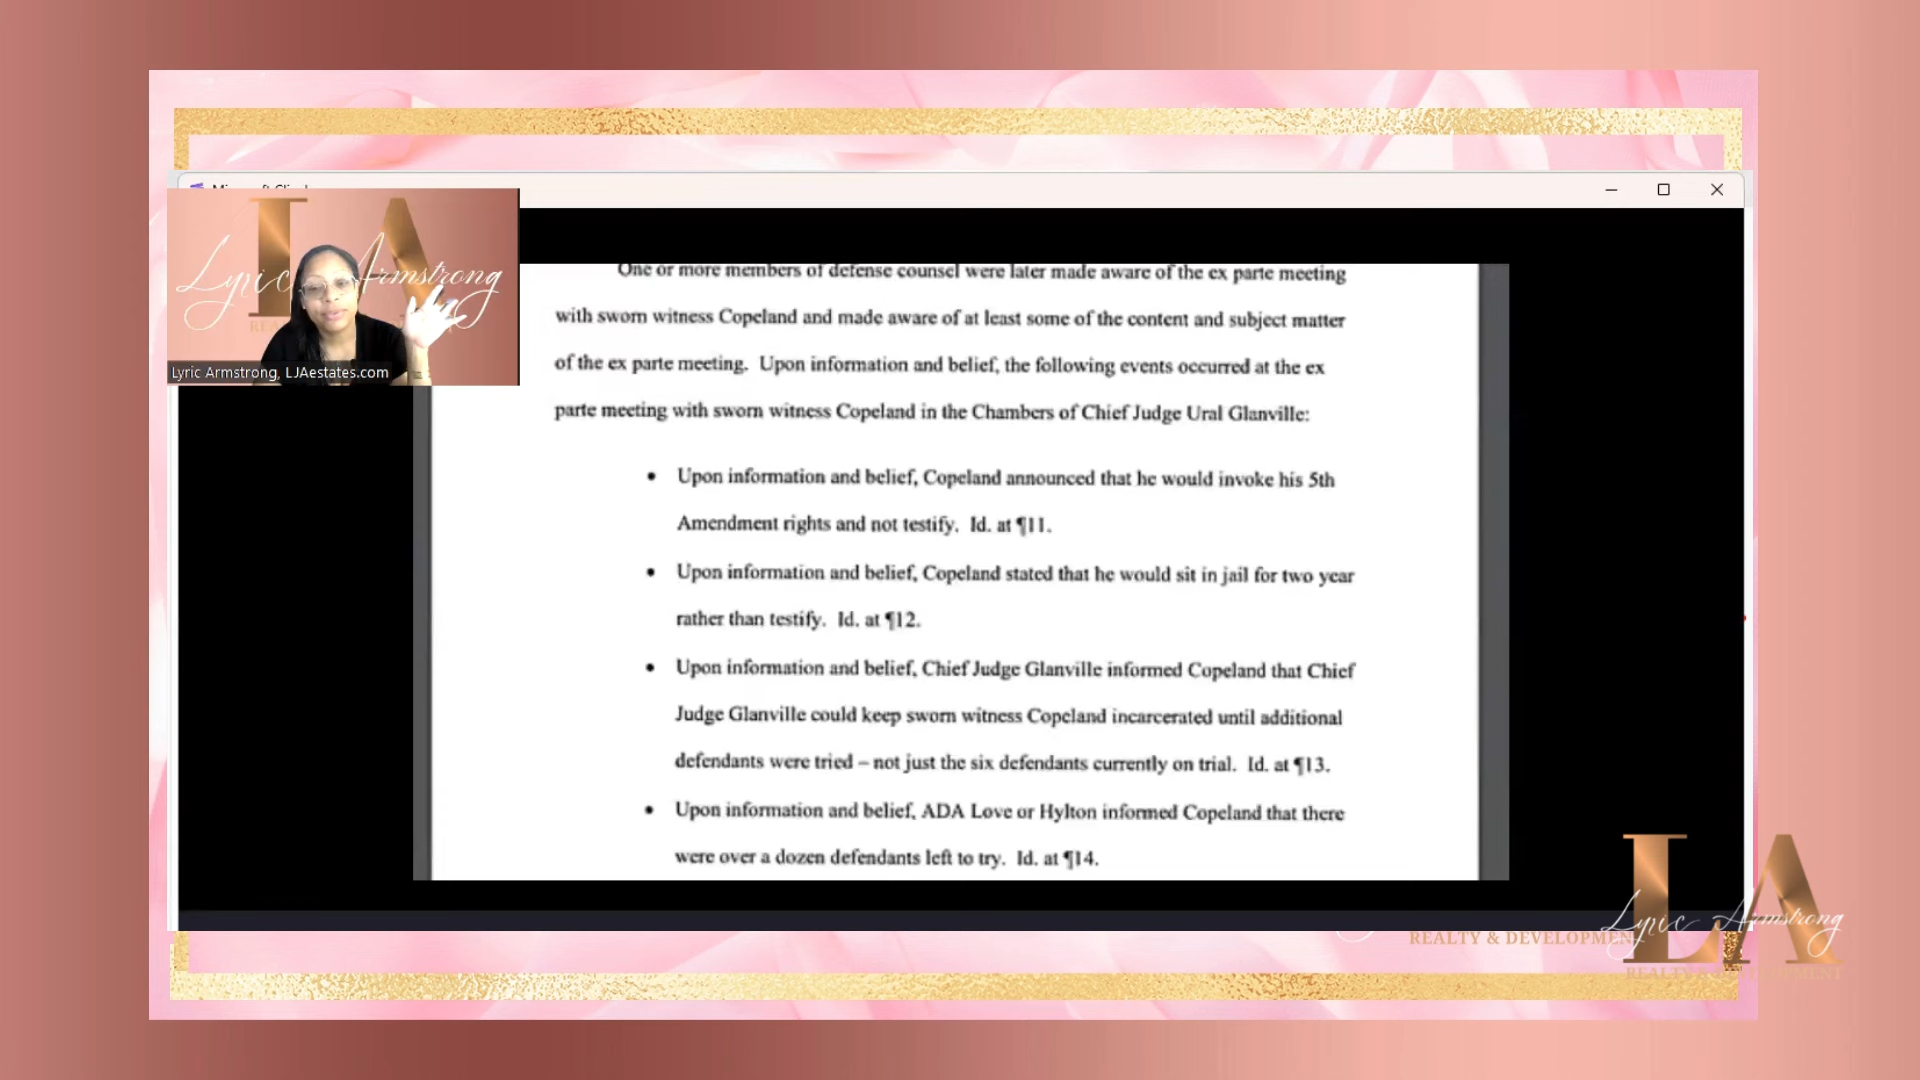 LA
Lyric Armstrong
Lyric Armstrong, LJAestates.com
One or more members of defense counsel were later made aware of the ex parte meeting
with sworn witness Copeland and made aware of at least some of the content and subject matter
of the ex parte meeting. Upon information and belief, the following events occurred at the ex
parte meeting with sworn witness Copeland in the Chambers of Chief Judge Ural Glanville:
• Upon information and belief, Copeland announced that he would invoke his 5th
Amendment rights and not testify. Id. at ¶11.
• Upon information and belief, Copeland stated that he would sit in jail for two year
rather than testify. Id. at ¶12.
• Upon information and belief, Chief Judge Glanville informed Copeland that Chief
Judge Glanville could keep sworn witness Copeland incarcerated until additional
defendants were tried – not just the six defendants currently on trial. Id. at ¶13.
• Upon information and belief, ADA Love or Hylton informed Copeland that there
were over a dozen defendants left to try. Id. at ¶14.
LA
Lyric Armstrong
REALTY & DEVELOPMENT